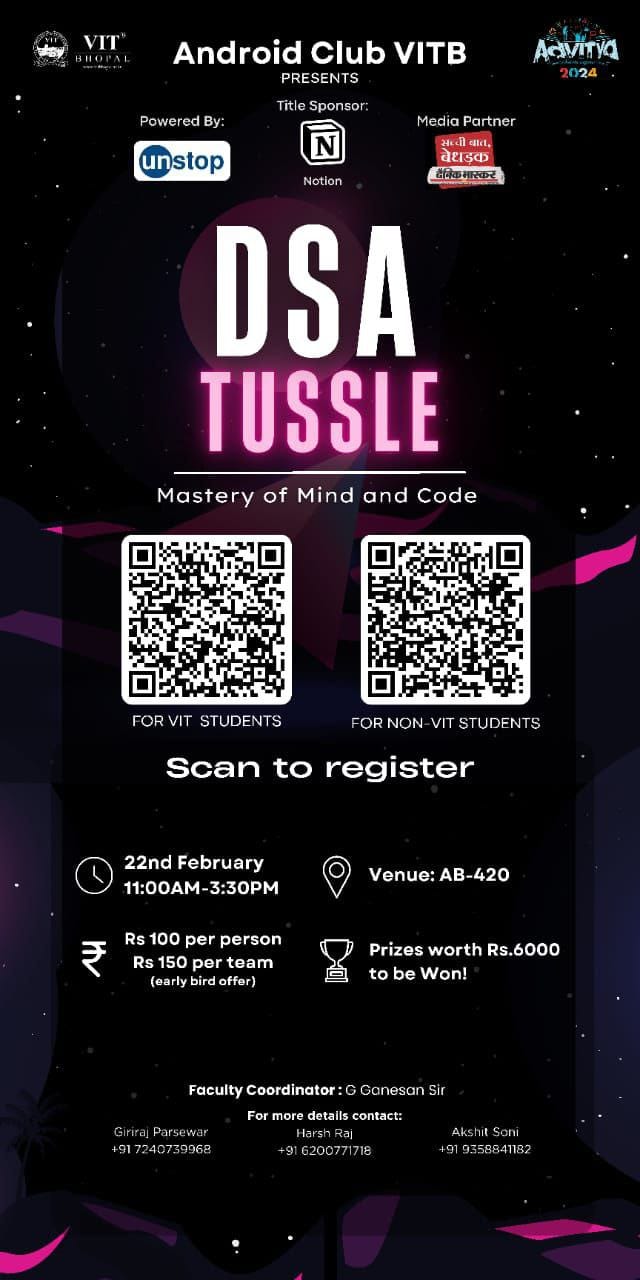 VIT®
BHOPAL
Android Club VITB
PRESENTS
AdVITya
2024
Powered By:
unstop
Title Sponsor:
N
Notion
Media Partner
सच्ची बात,
बेधड़क
दैनिक भास्कर
DSA
TUSSLE
Mastery of Mind and Code
FOR VIT STUDENTS
FOR NON-VIT STUDENTS
Scan to register
22nd February
11:00AM-3:30PM
Venue: AB-420
Rs 100 per person
Rs 150 per team
(early bird offer)
Prizes worth Rs.6000
to be Won!
Faculty Coordinator : G Ganesan Sir
For more details contact:
Giriraj Parsewar
+91 7240739968
Harsh Raj
+91 6200771718
Akshit Soni
+91 9358841182